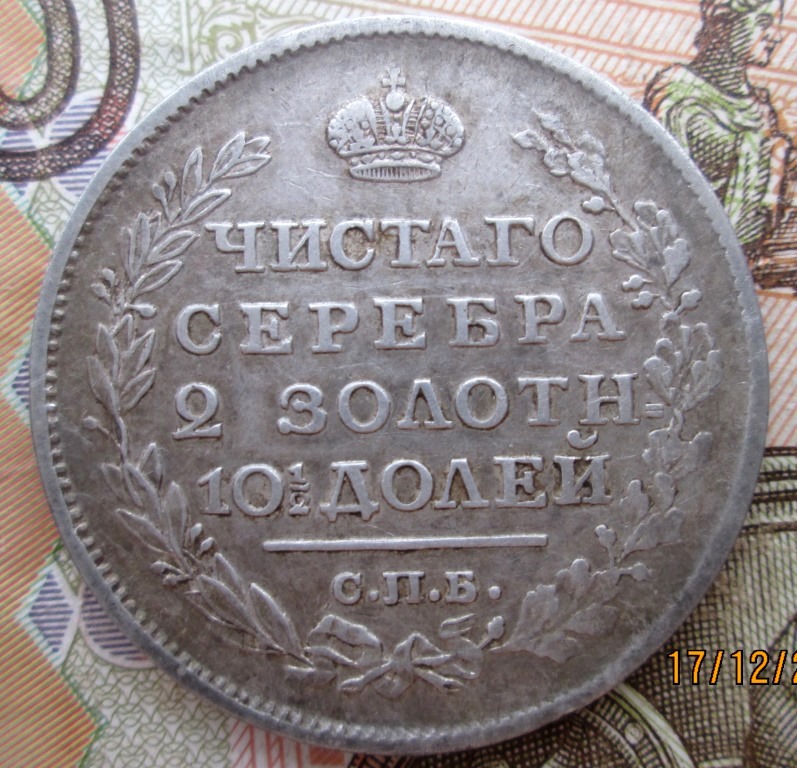 ЧИСТАГО
СЕРЕБРА
2 ЗОЛОТН=
10½ ДОЛЕЙ
С.П.Б.
17/12/2